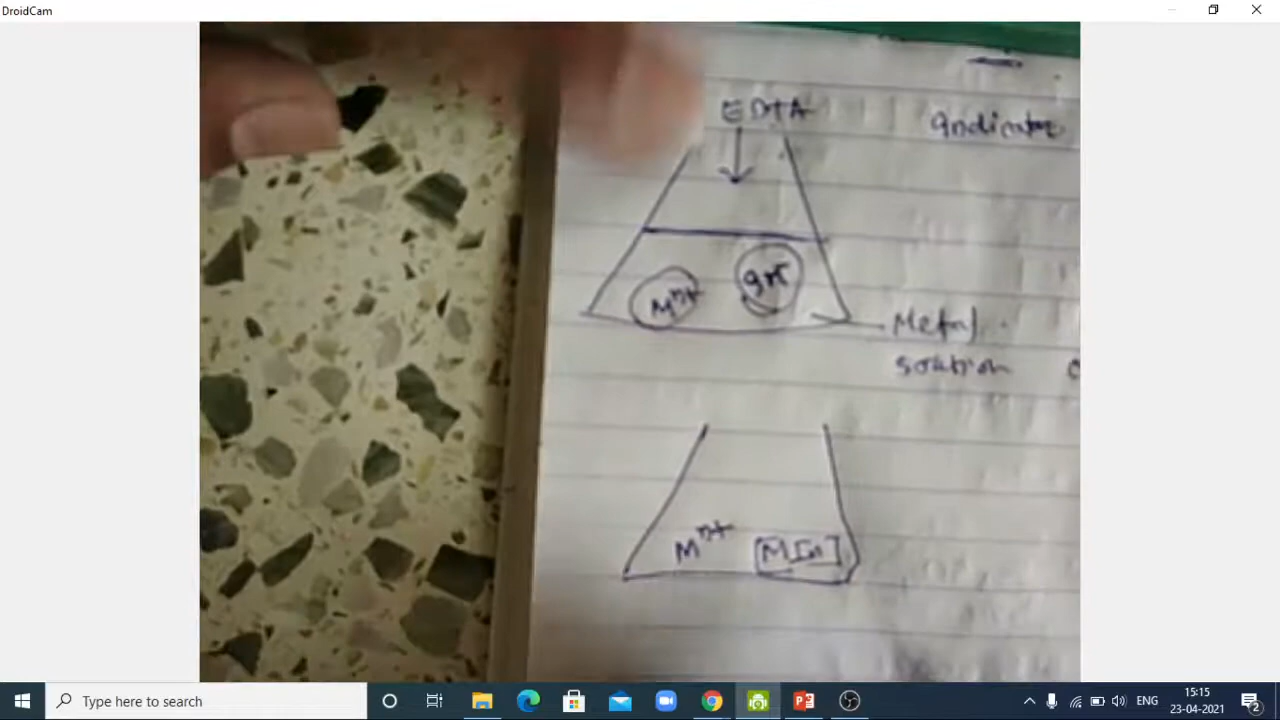 DroidCam
EDTA
Indicator
Mn+ In
Metal
solution
Mn+ [MIn]
Type here to search
ENG
15:15
23-04-2021
2